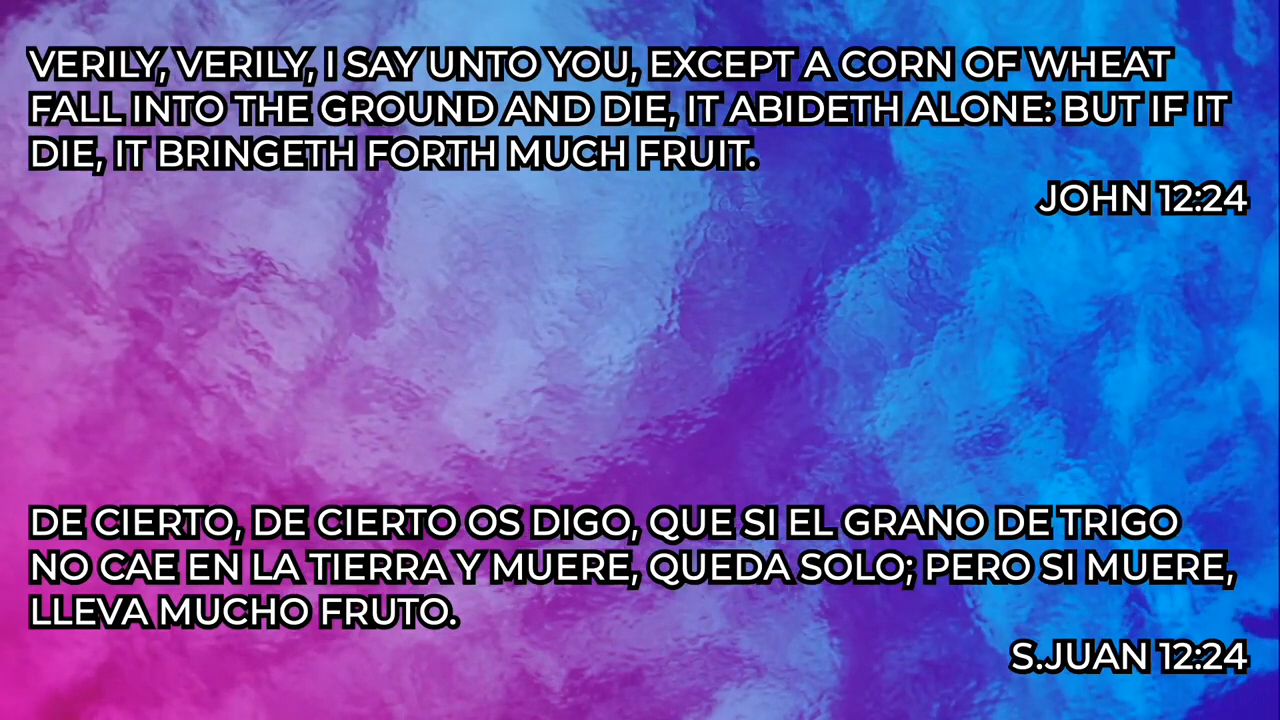 VERILY, VERILY, I SAY UNTO YOU, EXCEPT A CORN OF WHEAT
FALL INTO THE GROUND AND DIE, IT ABIDETH ALONE: BUT IF IT
DIE, IT BRINGETH FORTH MUCH FRUIT.
JOHN 12:24
DE CIERTO, DE CIERTO OS DIGO, QUE SI EL GRANO DE TRIGO
NO CAE EN LA TIERRA Y MUERE, QUEDA SOLO; PERO SI MUERE,
LLEVA MUCHO FRUTO.
S.JUAN 12:24